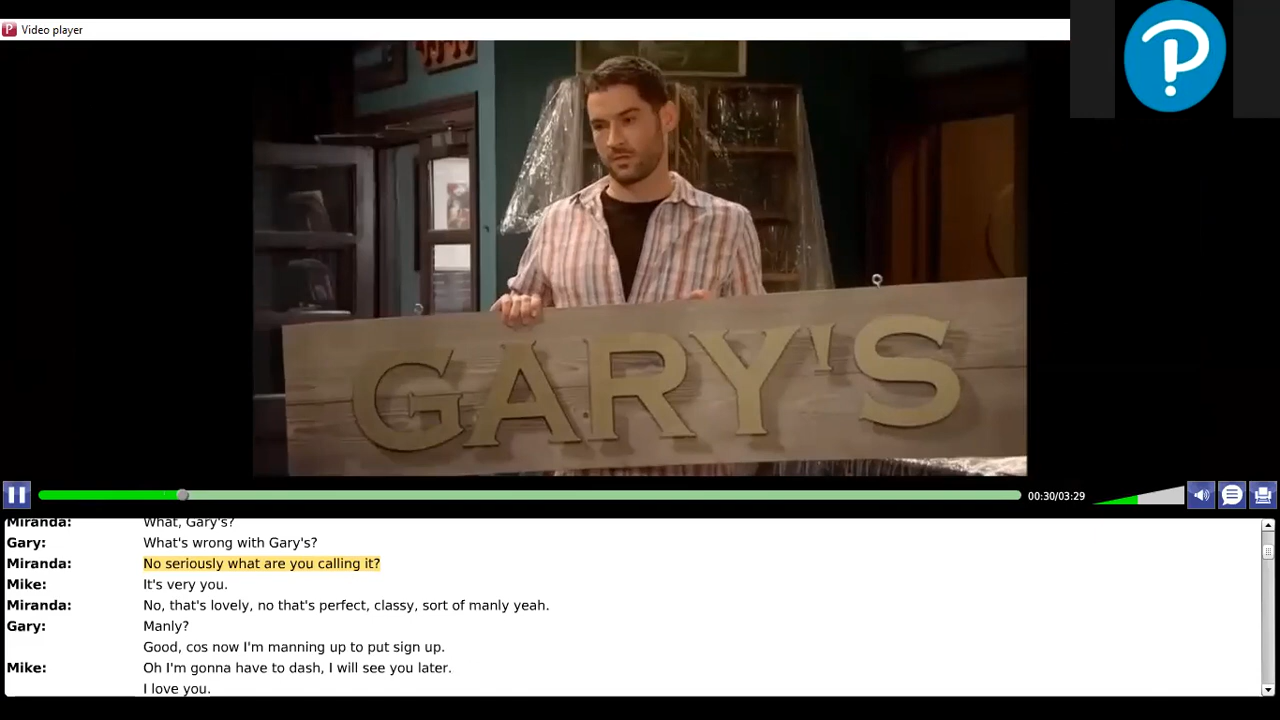 Video player
GARY'S
00:30/03:29
Miranda: What, Gary's?
Gary: What's wrong with Gary's?
Miranda: No seriously what are you calling it?
Mike: It's very you.
Miranda: No, that's lovely, no that's perfect, classy, sort of manly yeah.
Gary: Manly?
Good, cos now I'm manning up to put sign up.
Mike: Oh I'm gonna have to dash, I will see you later.
I love you.